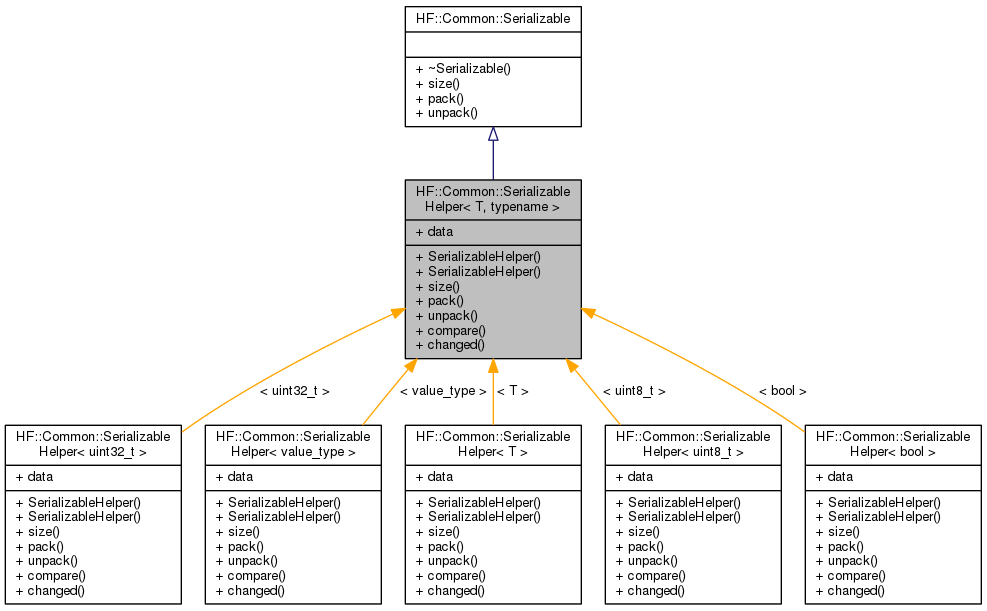 HF::Common::Serializable
+ ~Serializable()
+ size()
+ pack()
+ unpack()
HF::Common::Serializable
Helper< T, typename >
+ data
+ SerializableHelper()
+ SerializableHelper()
+ size()
+ pack()
+ unpack()
+ compare()
+ changed()
< uint32_t >
< value_type >
< T >
< uint8_t >
< bool >
HF::Common::Serializable
Helper< uint32_t >
+ data
+ SerializableHelper()
+ SerializableHelper()
+ size()
+ pack()
+ unpack()
+ compare()
+ changed()
HF::Common::Serializable
Helper< value_type >
+ data
+ SerializableHelper()
+ SerializableHelper()
+ size()
+ pack()
+ unpack()
+ compare()
+ changed()
HF::Common::Serializable
Helper< T >
+ data
+ SerializableHelper()
+ SerializableHelper()
+ size()
+ pack()
+ unpack()
+ compare()
+ changed()
HF::Common::Serializable
Helper< uint8_t >
+ data
+ SerializableHelper()
+ SerializableHelper()
+ size()
+ pack()
+ unpack()
+ compare()
+ changed()
HF::Common::Serializable
Helper< bool >
+ data
+ SerializableHelper()
+ SerializableHelper()
+ size()
+ pack()
+ unpack()
+ compare()
+ changed()